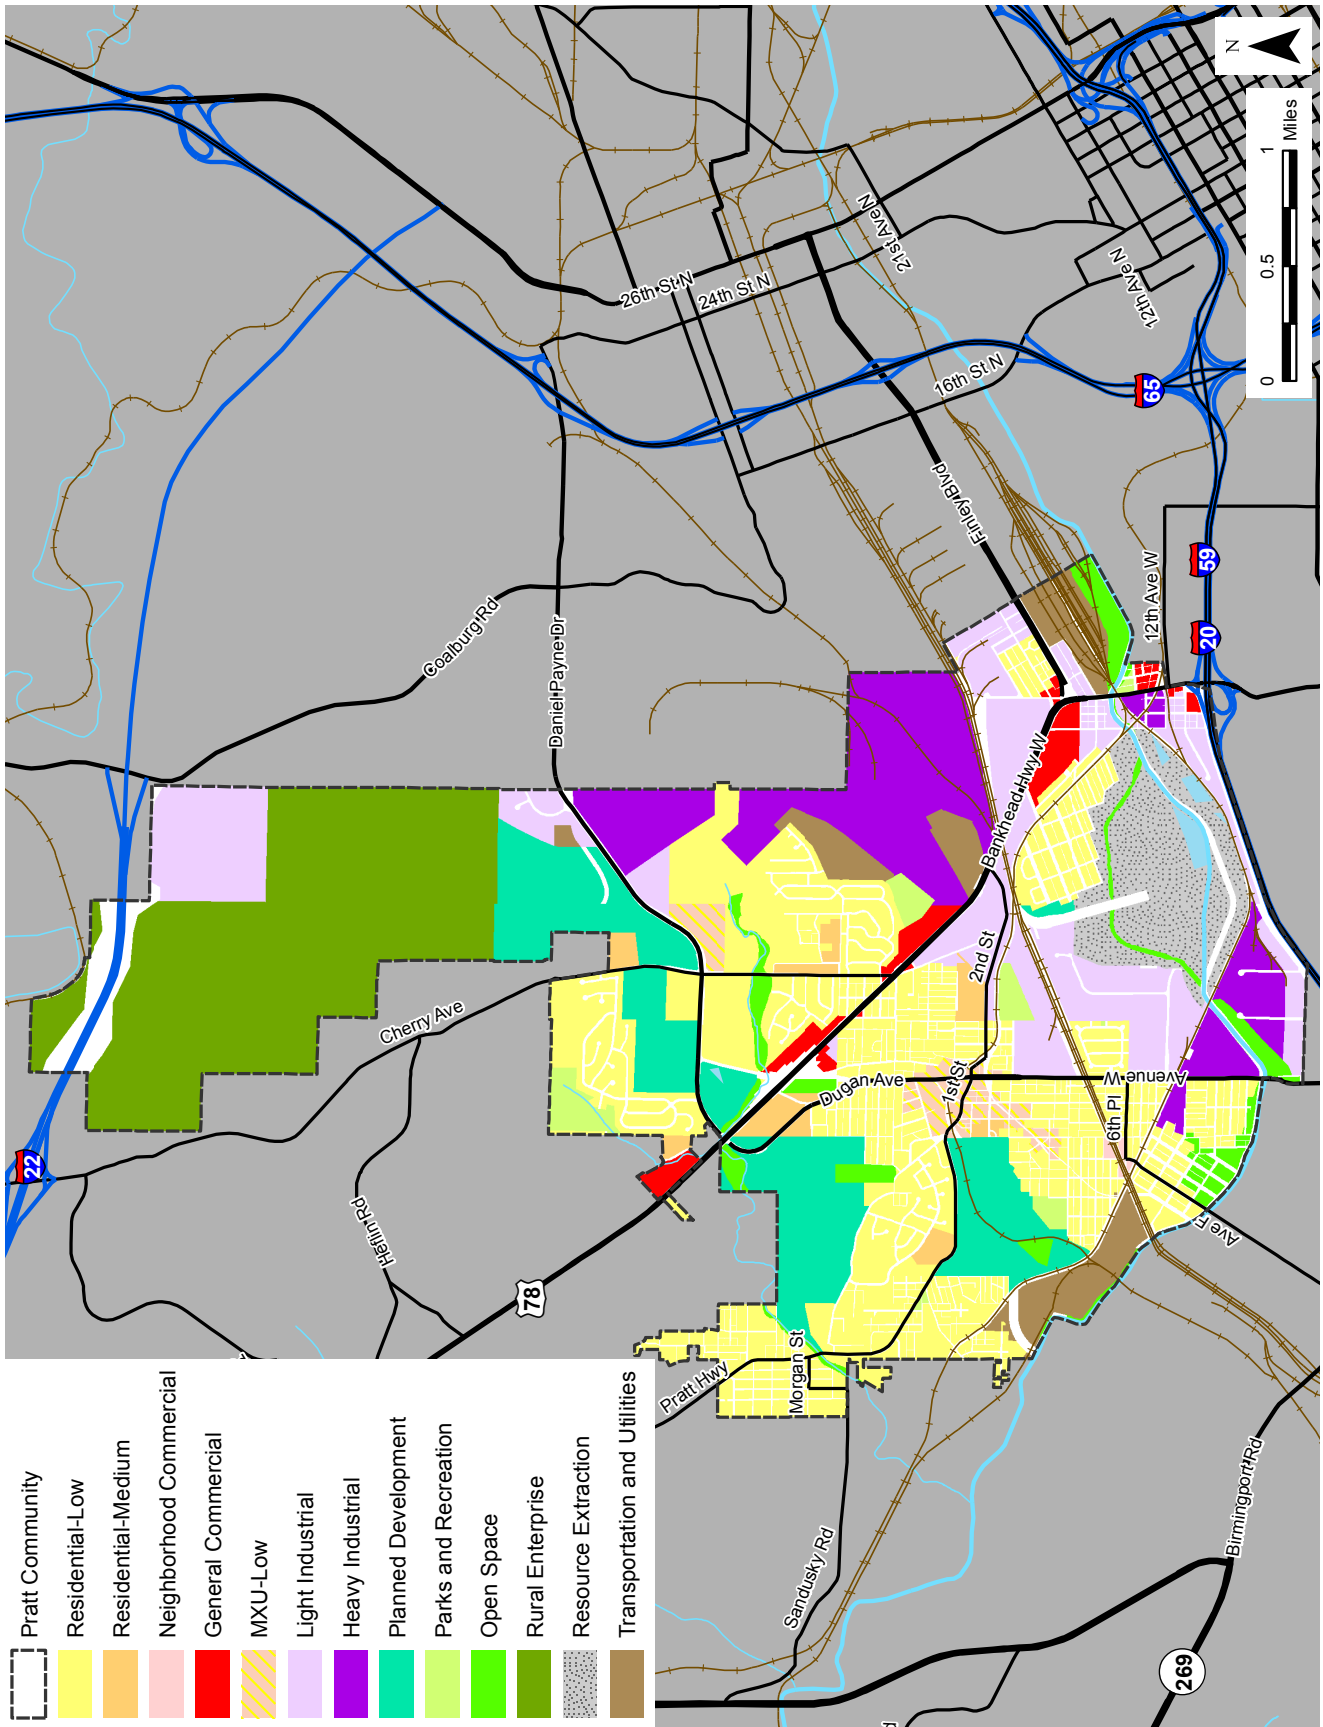 Pratt Community
Residential-Low
Residential-Medium
Neighborhood Commercial
General Commercial
MXU-Low
Light Industrial
Heavy Industrial
Planned Development
Parks and Recreation
Open Space
Rural Enterprise
Resource Extraction
Transportation and Utilities
22
Heflin Rd
Cherry Ave
78
Coalburg Rd
Daniel Payne Dr
26th St N
24th St N
21st Ave N
12th Ave N
16th St N
65
Finley Blvd
59
20
12th Ave W
Bankhead Hwy W
2nd St
1st St
Dugan Ave
Avenue W
6th Pl
Ave F
Pratt Hwy
Morgan St
Sandusky Rd
Birmingport Rd
269
d
N
0 0.5 1
Miles